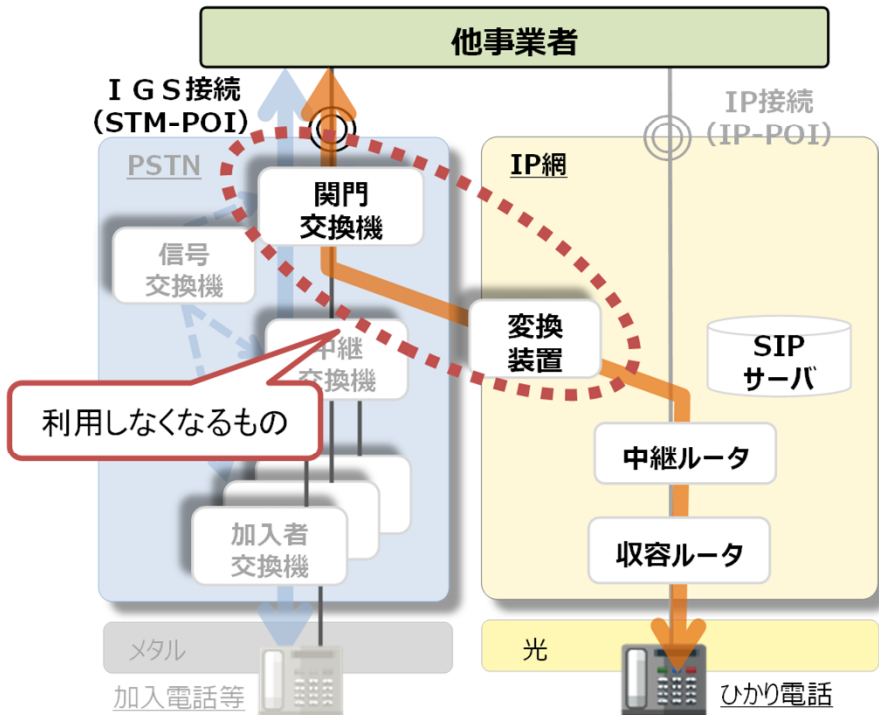 他事業者
ＩＧＳ接続
（STM-POI）
IP接続
（IP-POI）
PSTN
IP網
関門
交換機
信号
交換機
変換
装置
SIP
サーバ
中継
交換機
利用しなくなるもの
中継ルータ
加入者
交換機
収容ルータ
メタル
光
加入電話等
ひかり電話